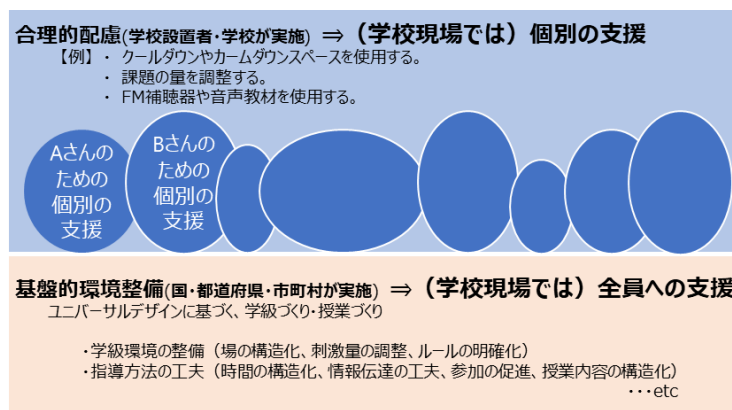 合理的配慮(学校設置者・学校が実施) ⇒（学校現場では）個別の支援
【例】・ クールダウンやカームダウンスペースを使用する。
・ 課題の量を調整する。
・ FM補聴器や音声教材を使用する。
Aさんの
ための
個別の
支援
Bさんの
ための
個別の
支援
基盤的環境整備(国・都道府県・市町村が実施) ⇒（学校現場では）全員への支援
ユニバーサルデザインに基づく、学級づくり・授業づくり
・学級環境の整備（場の構造化、刺激量の調整、ルールの明確化）
・指導方法の工夫（時間の構造化、情報伝達の工夫、参加の促進、授業内容の構造化）
・・・etc